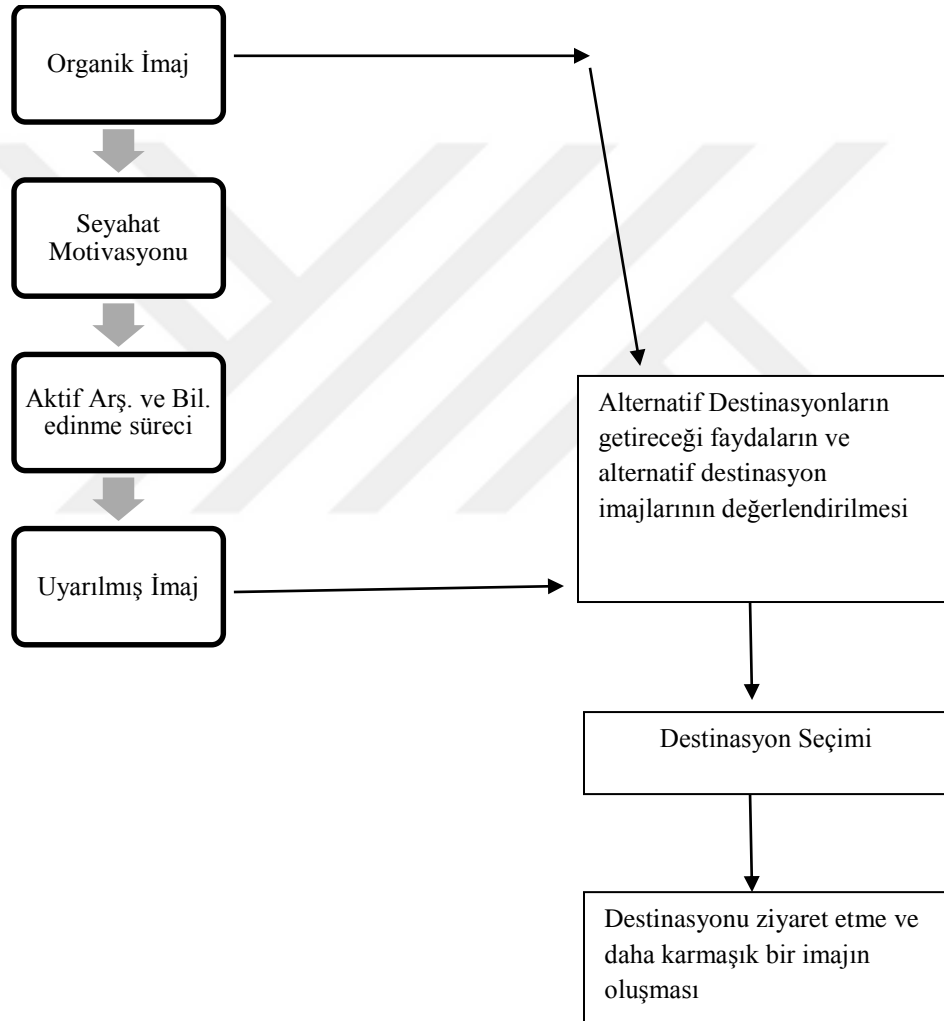 Organik İmaj
Seyahat
Motivasyonu
Aktif Arş. ve Bil.
edinme süreci
Uyarılmış İmaj
Alternatif Destinasyonların
getireceği faydaların ve
alternatif destinasyon
imajlarının değerlendirilmesi
Destinasyon Seçimi
Destinasyonu ziyaret etme ve
daha karmaşık bir imajın
oluşması